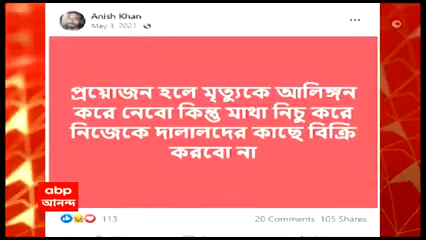 Anish Khan
May 3, 2021
প্রয়োজন হলে মৃত্যুকে আলিঙ্গন
করে নেবো কিন্তু মাথা নিচু করে
নিজেকে দালালদের কাছে বিক্রি
করবো না
abp
আনন্দ
113
20 Comments 105 Shares